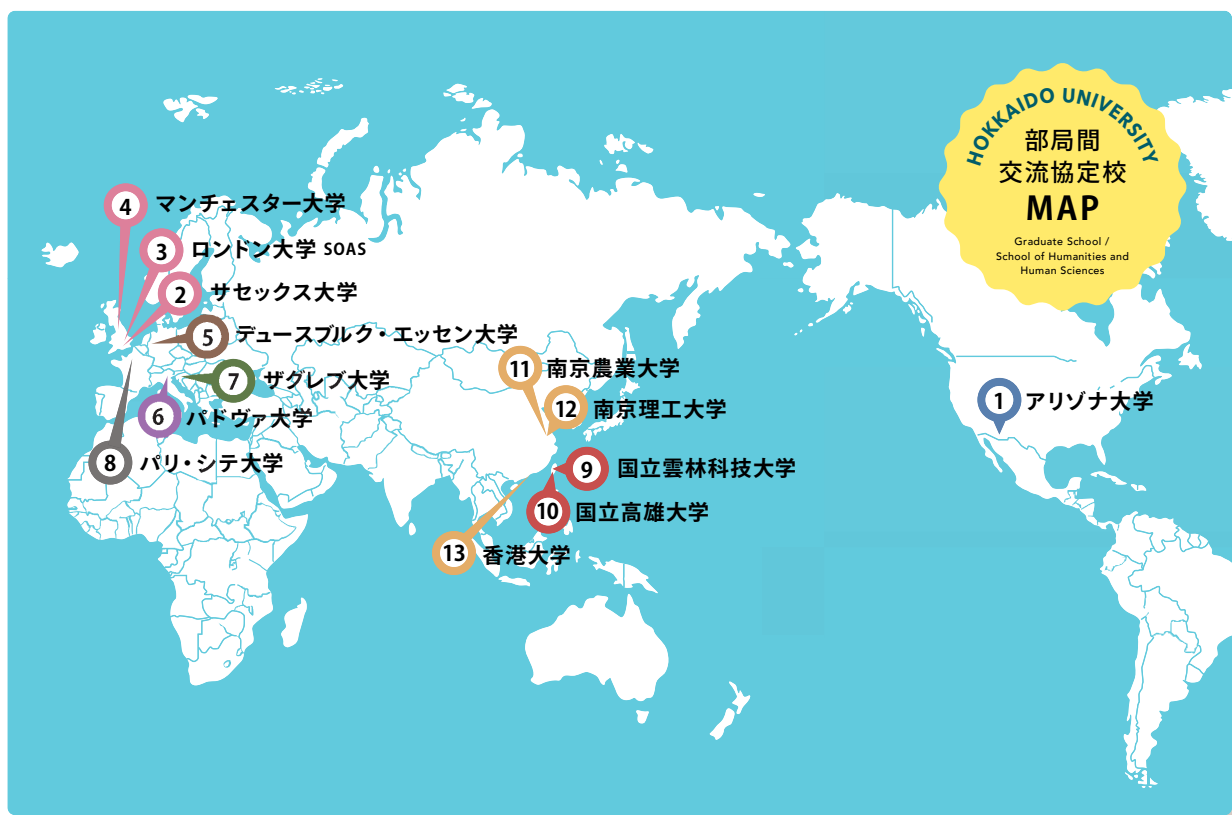 HOKKAIDO UNIVERSITY
部局間
交流協定校
MAP
Graduate School /
School of Humanities and
Human Sciences
4 マンチェスター大学
3 ロンドン大学 SOAS
2 サセックス大学
5 デュースブルク・エッセン大学
7 ザグレブ大学
6 パドヴァ大学
8 パリ・シテ大学
11 南京農業大学
12 南京理工大学
9 国立雲林科技大学
10 国立高雄大学
13 香港大学
1 アリゾナ大学